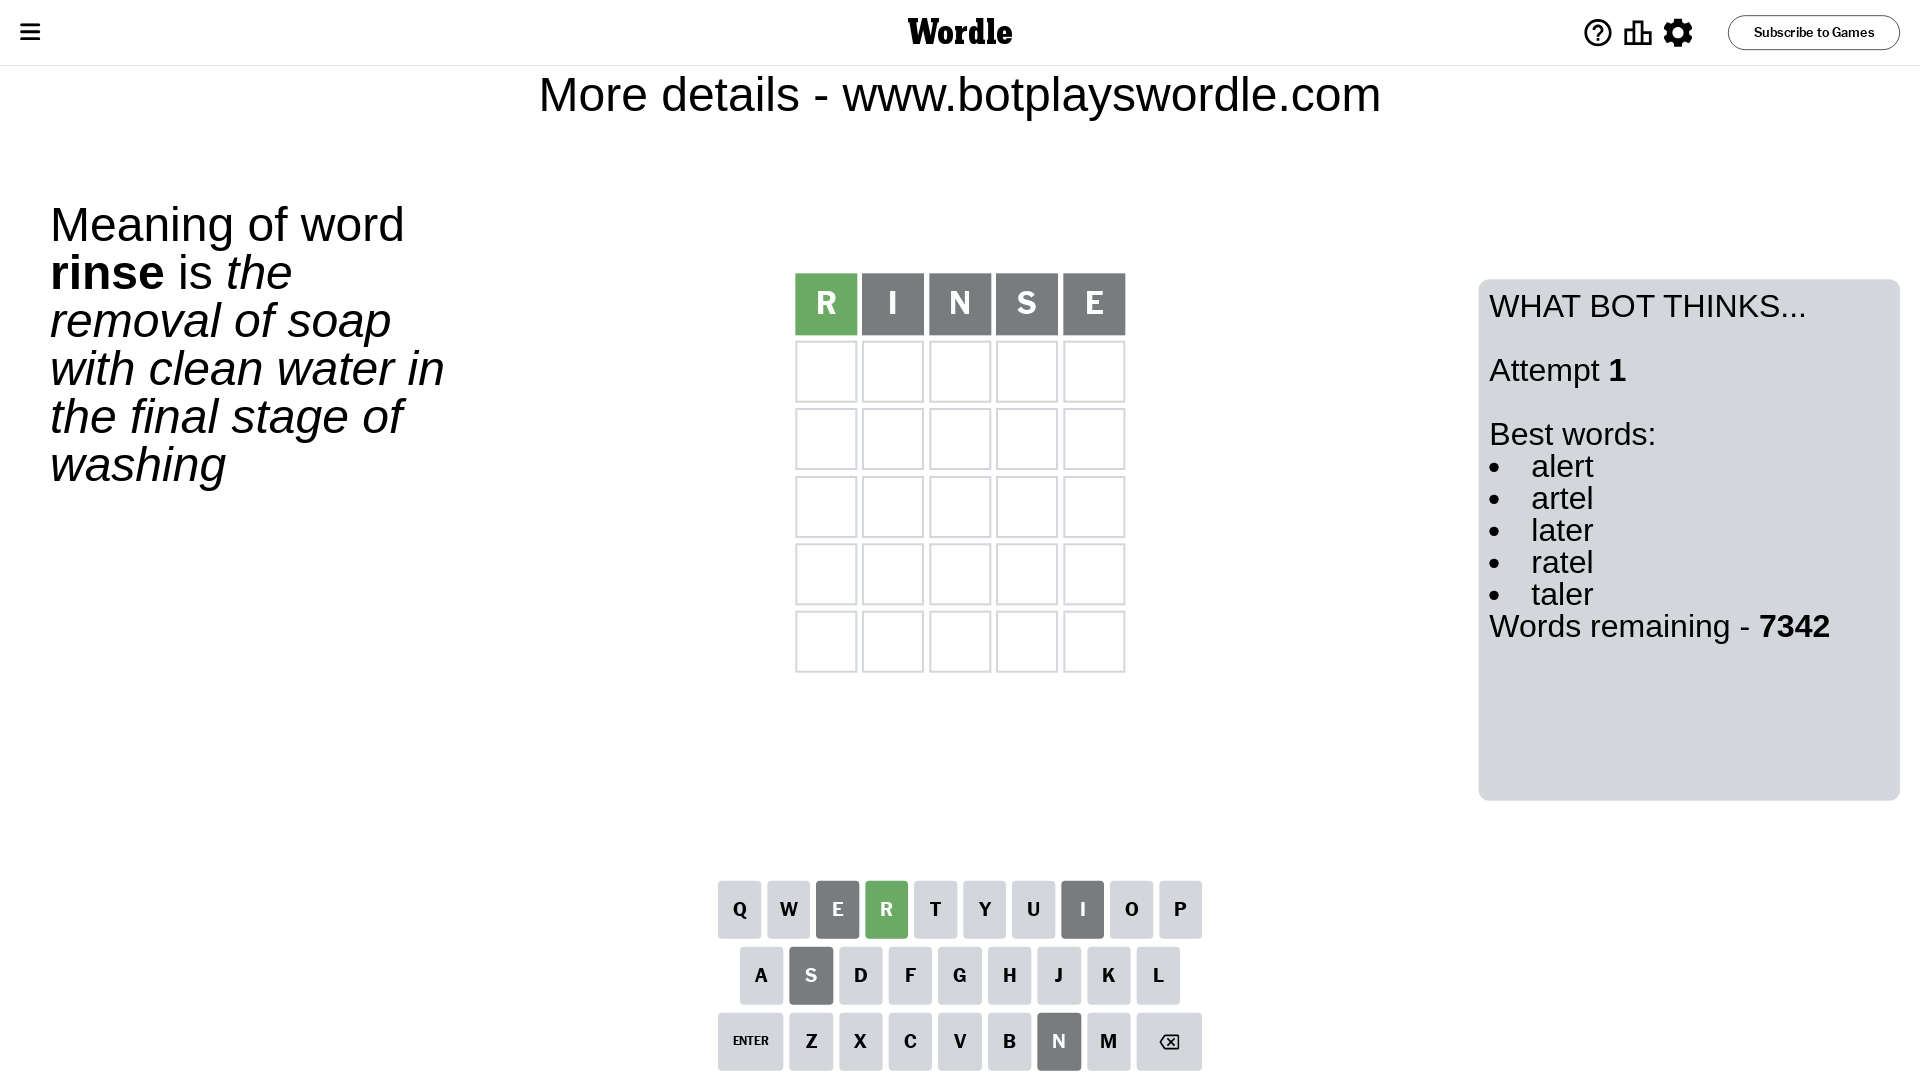 Wordle
Subscribe to Games
More details - www.botplayswordle.com
Meaning of word
rinse is the
removal of soap
with clean water in
the final stage of
washing
R I N S E
WHAT BOT THINKS...
Attempt 1
Best words:
• alert
• artel
• later
• ratel
• taler
Words remaining - 7342
Q W E R T Y U I O P
A S D F G H J K L
ENTER Z X C V B N M